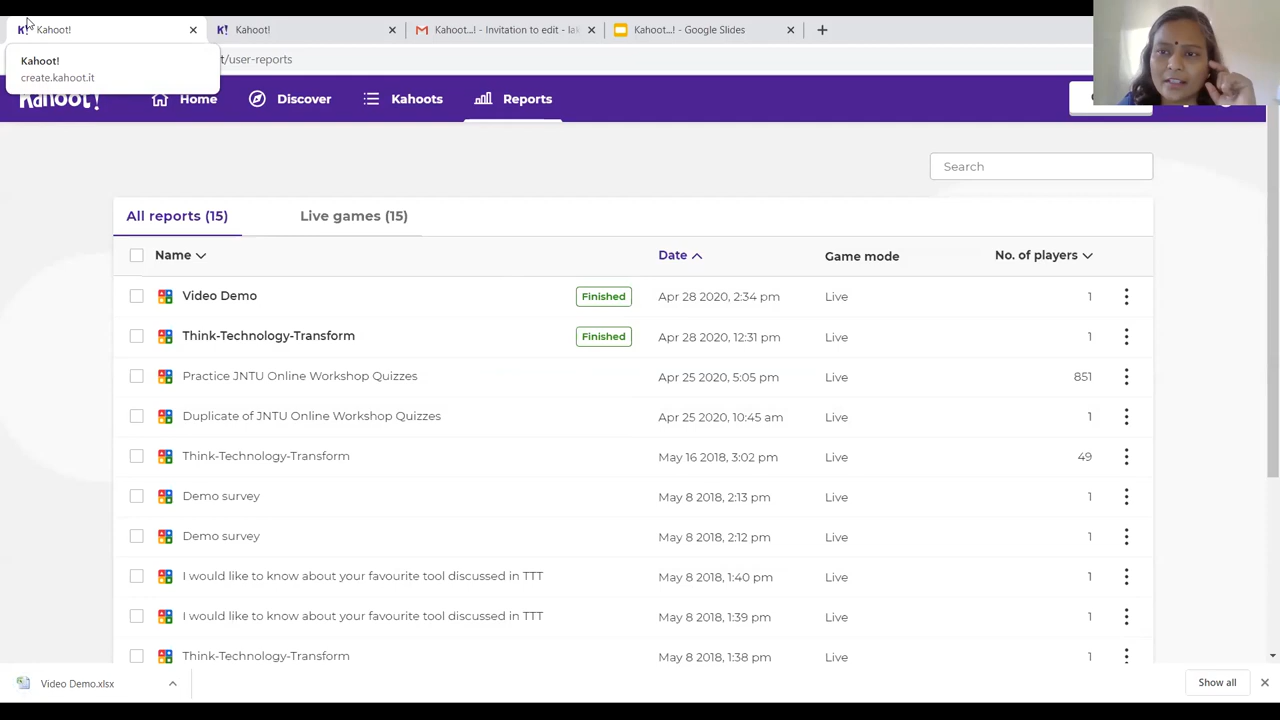 K! Kahoot!
K! Kahoot!
Kahoot...! - Invitation to edit - lak
Kahoot...! - Google Slides
Kahoot!
create.kahoot.it
t/user-reports
Kahoot!
Home
Discover
Kahoots
Reports
Search
All reports (15)
Live games (15)
Name
Date
Game mode
No. of players
Video Demo Finished Apr 28 2020, 2:34 pm Live 1
Think-Technology-Transform Finished Apr 28 2020, 12:31 pm Live 1
Practice JNTU Online Workshop Quizzes Apr 25 2020, 5:05 pm Live 851
Duplicate of JNTU Online Workshop Quizzes Apr 25 2020, 10:45 am Live 1
Think-Technology-Transform May 16 2018, 3:02 pm Live 49
Demo survey May 8 2018, 2:13 pm Live 1
Demo survey May 8 2018, 2:12 pm Live 1
I would like to know about your favourite tool discussed in TTT May 8 2018, 1:40 pm Live 1
I would like to know about your favourite tool discussed in TTT May 8 2018, 1:39 pm Live 1
Think-Technology-Transform May 8 2018, 1:38 pm Live 1
Video Demo.xlsx
Show all